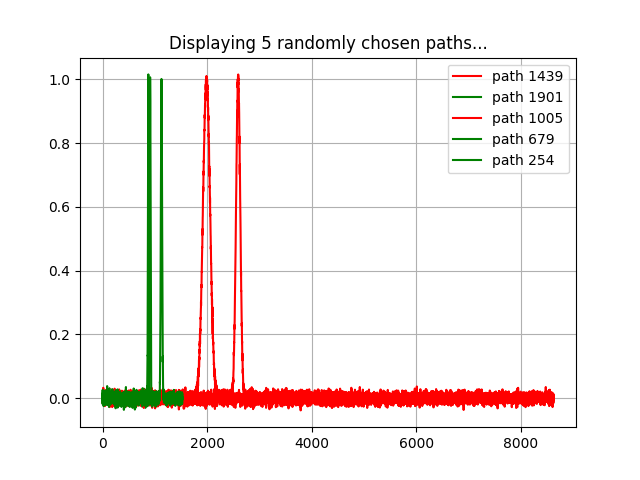 Displaying 5 randomly chosen paths...
1.0
0.8
0.6
0.4
0.2
0.0
0
2000
4000
6000
8000
path 1439
path 1901
path 1005
path 679
path 254